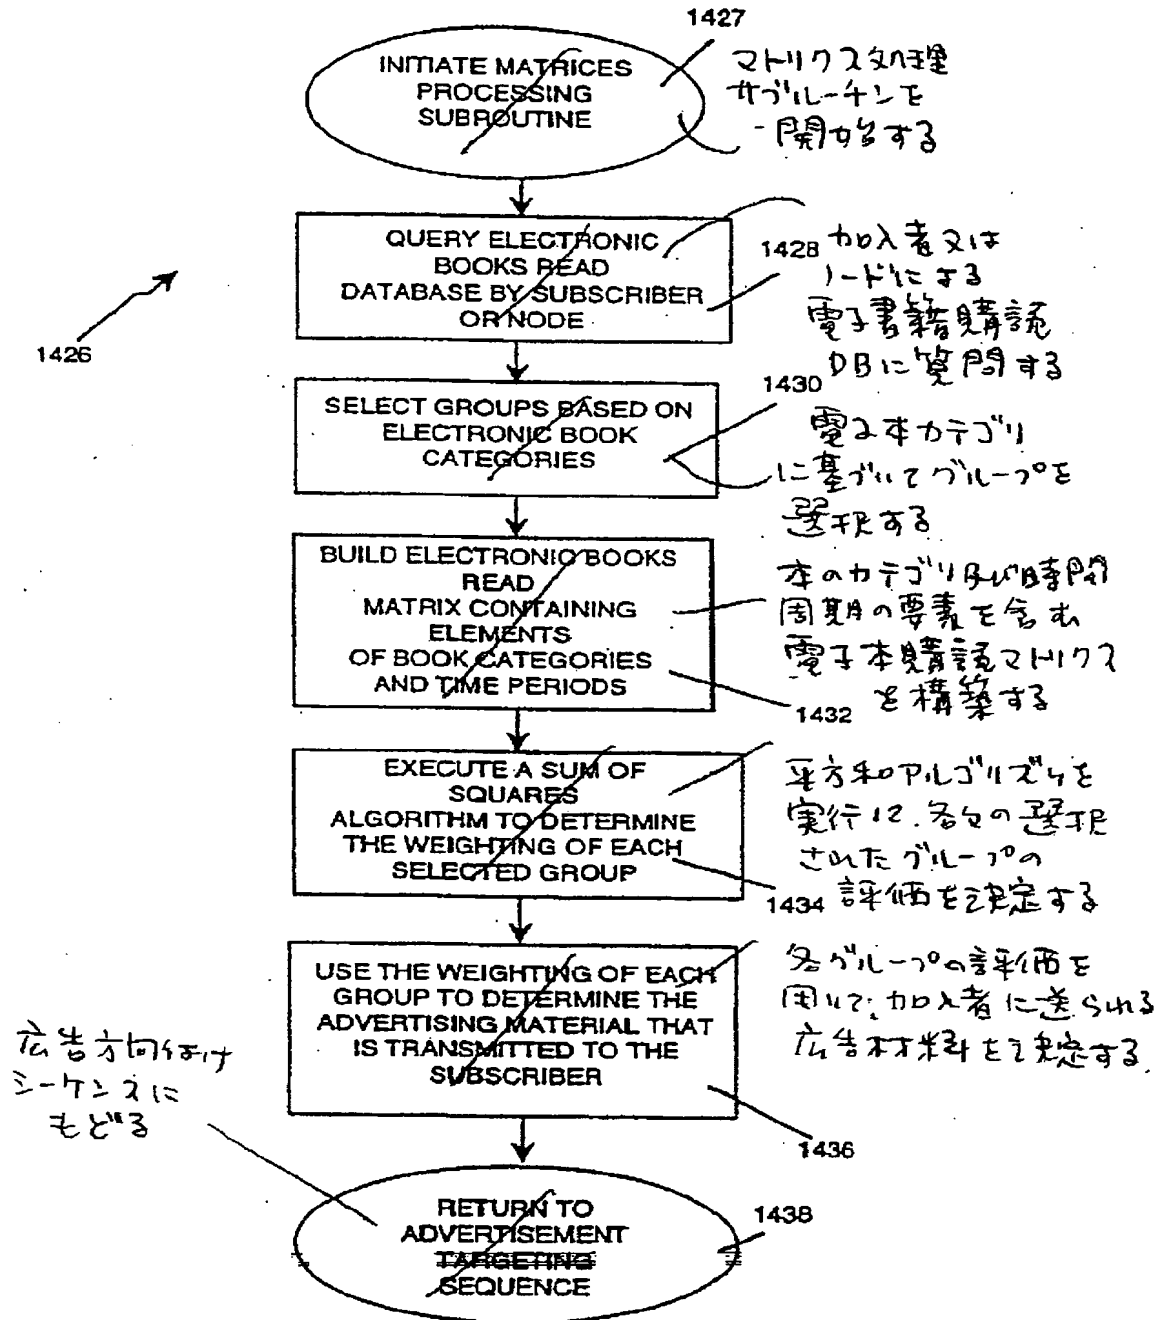 1427
INITIATE MATRICES
PROCESSING
SUBROUTINE
マトリクス処理
サブルーチンを
開始する
QUERY ELECTRONIC
BOOKS READ
DATABASE BY SUBSCRIBER
OR NODE
1428
加入者又は
ノードによる
電子書籍購読
DBに質問する
1426
SELECT GROUPS BASED ON
ELECTRONIC BOOK
CATEGORIES
1430
電子本カテゴリ
に基づいてグループを
選択する
BUILD ELECTRONIC BOOKS
READ
MATRIX CONTAINING
ELEMENTS
OF BOOK CATEGORIES
AND TIME PERIODS
本のカテゴリ及び時間
周期の要素を含む
電子本購読マトリクス
を構築する
1432
EXECUTE A SUM OF
SQUARES
ALGORITHM TO DETERMINE
THE WEIGHTING OF EACH
SELECTED GROUP
平方和アルゴリズムを
実行し、各々の選択
されたグループの
評価を決定する
1434
USE THE WEIGHTING OF EACH
GROUP TO DETERMINE THE
ADVERTISING MATERIAL THAT
IS TRANSMITTED TO THE
SUBSCRIBER
各グループの評価を
用いて、加入者に送られる
広告材料を決定する.
1436
広告方向付け
シーケンスに
もどる
RETURN TO
ADVERTISEMENT
TARGETING
SEQUENCE
1438